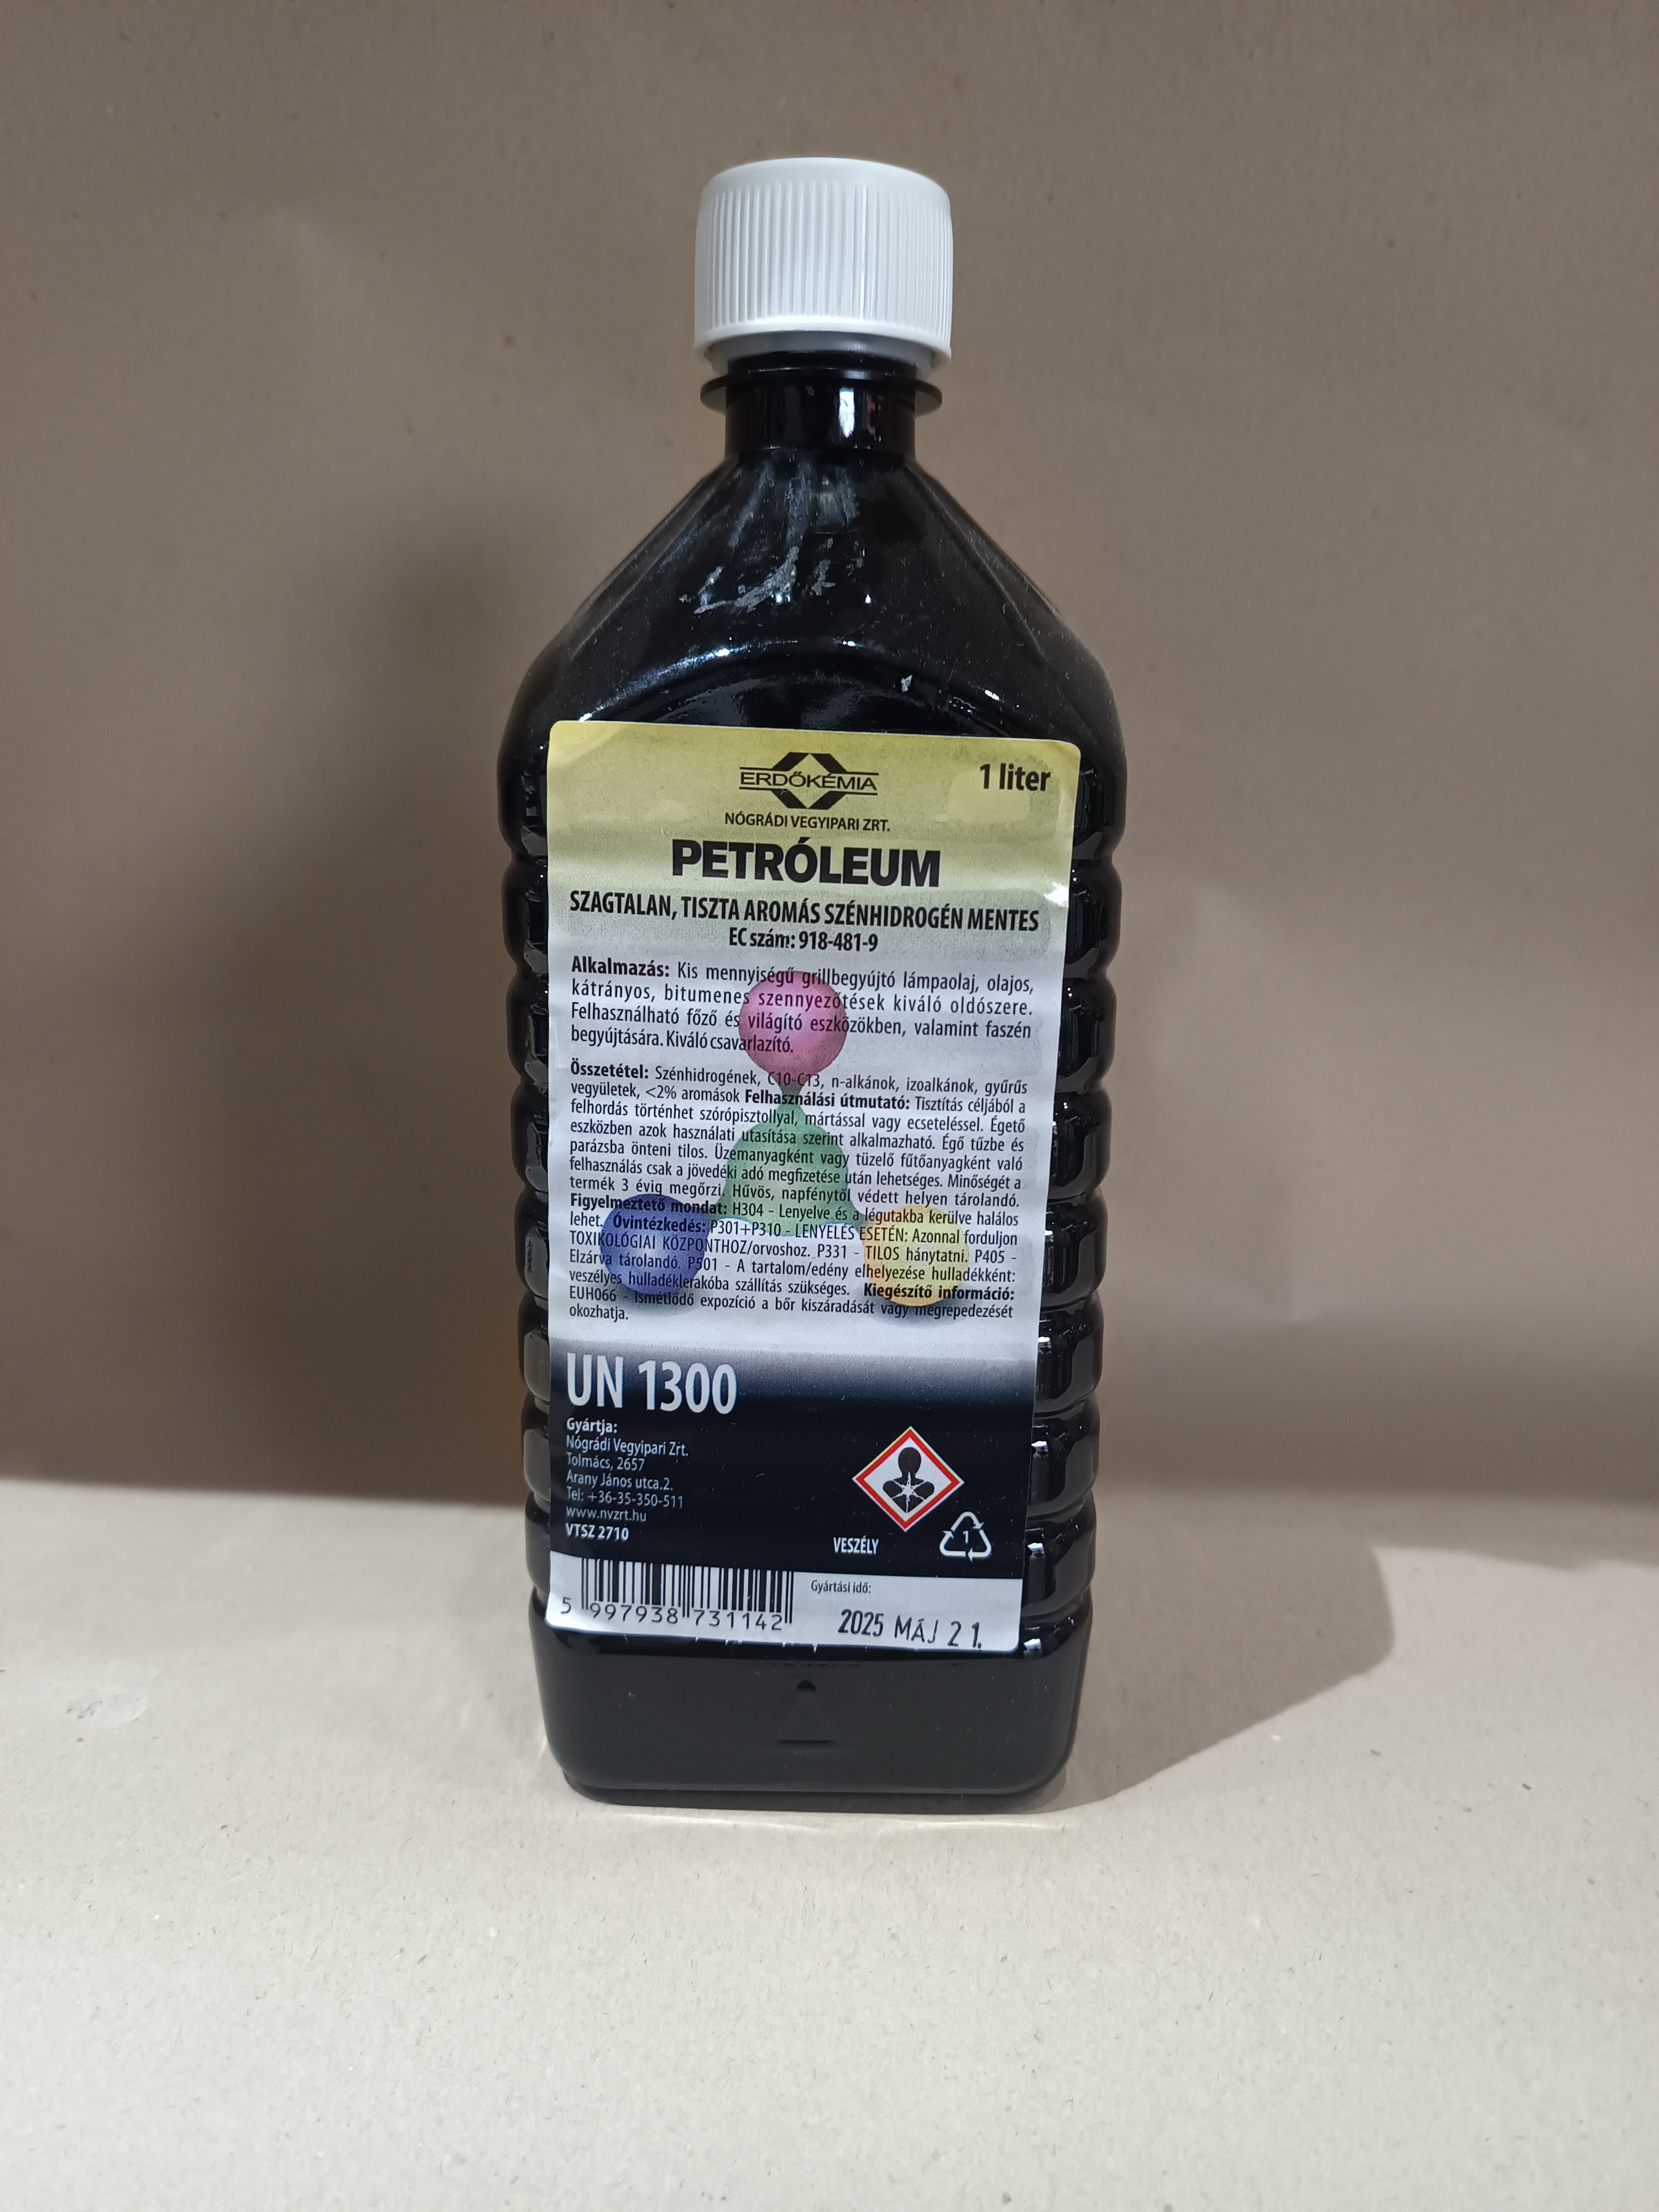 ERDŐKÉMIA
1 liter
NÓGRÁDI VEGYIPARI ZRT.
PETRÓLEUM
SZAGTALAN, TISZTA AROMÁS SZÉNHIDROGÉN MENTES
EC szám: 918-481-9
Alkalmazás: Kis mennyiségű grillbegyújtó lámpaolaj, olajos,
kátrányos, bitumenes szennyeződések kiváló oldószere.
Felhasználható főző és világító eszközökben, valamint faszén
begyújtására. Kiváló csavarlazító.
Összetétel: Szénhidrogének, C10-C13, n-alkánok, izoalkánok, gyűrűs
vegyületek, <2% aromások Felhasználási útmutató: Tisztítás céljából a
felhordás történhet szórópisztollyal, mártással vagy ecseteléssel. Égető
eszközben azok használati utasítása szerint alkalmazható. Égő tűzbe és
parázsba önteni tilos. Üzemanyagként vagy tüzelő fűtőanyagként való
felhasználás csak a jövedéki adó megfizetése után lehetséges. Minőségét a
termék 3 évig megőrzi. Hűvös, napfénytől védett helyen tárolandó.
Figyelmeztető mondat: H304 - Lenyelve és a légutakba kerülve halálos
lehet. Óvintézkedés: P301+P310 - LENYELÉS ESETÉN: Azonnal forduljon
TOXIKOLÓGIAI KÖZPONTHOZ/orvoshoz. P331 - TILOS hánytatni. P405 -
Elzárva tárolandó. P501 - A tartalom/edény elhelyezése hulladékként:
veszélyes hulladéklerakóba szállítás szükséges. Kiegészítő információ:
EUH066 - Ismétlődő expozíció a bőr kiszáradását vagy megrepedezését
okozhatja.
UN 1300
Gyártja:
Nógrádi Vegyipari Zrt.
Tolmács, 2657
Arany János utca.2.
Tel: +36-35-350-511
www.nvzrt.hu
VTSZ 2710
VESZÉLY
1
5 997938 731142
Gyártási idő:
2025 MÁJ 21.